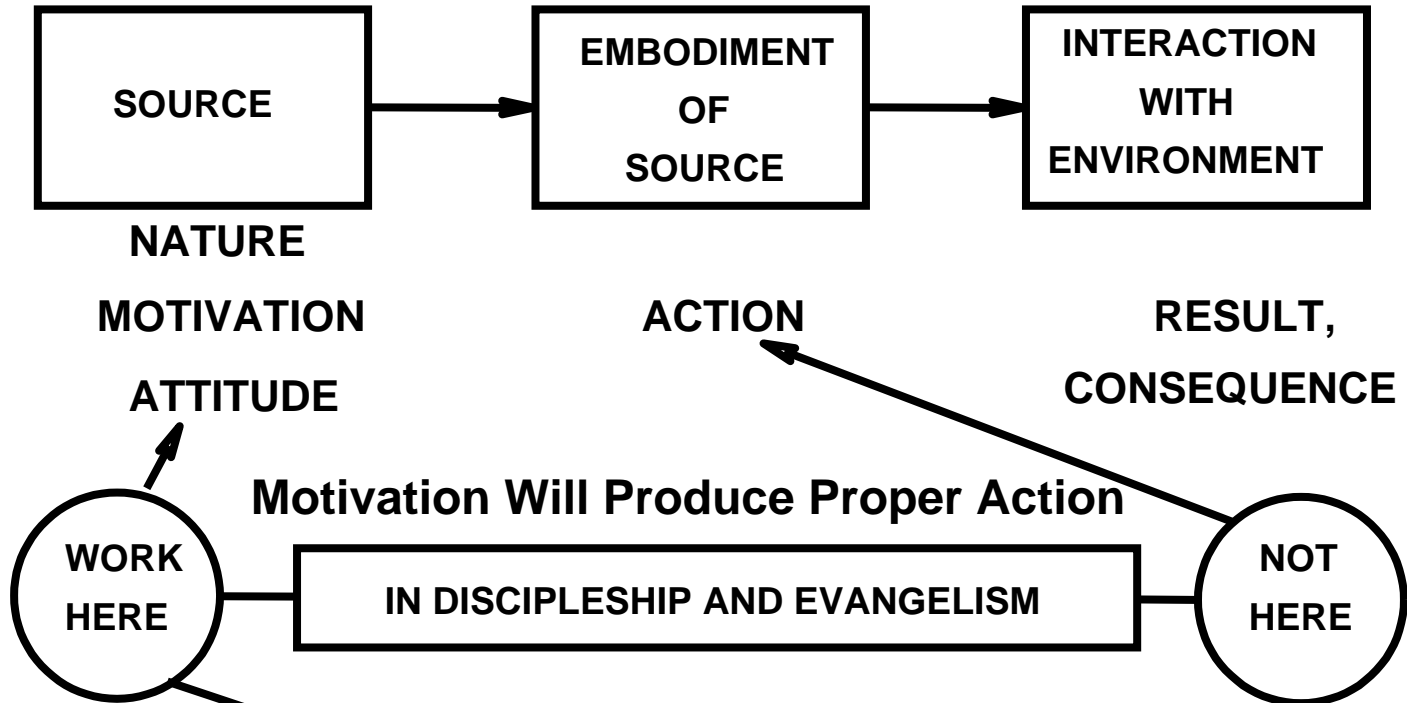 SOURCE
EMBODIMENT
OF
SOURCE
INTERACTION
WITH
ENVIRONMENT
NATURE
MOTIVATION
ATTITUDE
ACTION
RESULT,
CONSEQUENCE
Motivation Will Produce Proper Action
WORK
HERE
IN DISCIPLESHIP AND EVANGELISM
NOT
HERE